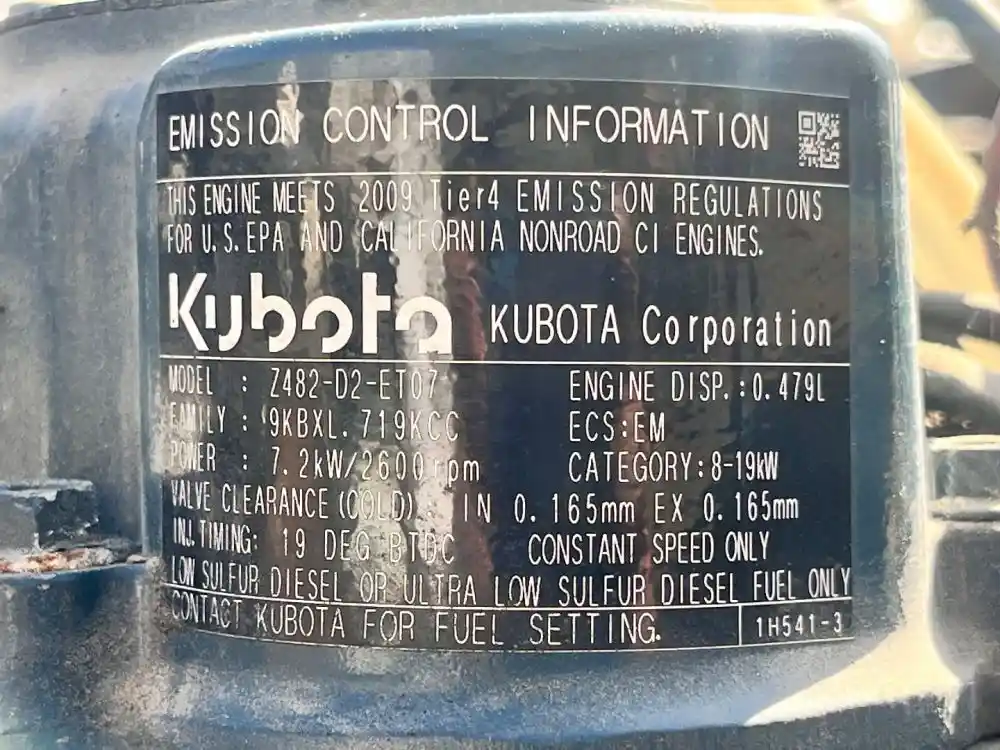 EMISSION CONTROL INFORMATION
THIS ENGINE MEETS 2009 Tier4 EMISSION REGULATIONS
FOR U.S. EPA AND CALIFORNIA NONROAD CI ENGINES.
Kubota KUBOTA Corporation
MODEL : Z482-D2-ET07 ENGINE DISP.:0.479L
FAMILY : 9KBXL.719KCC ECS:EM
POWER : 7.2kW/2600rpm CATEGORY:8-19kW
VALVE CLEARANCE(COLD): IN 0.165mm EX 0.165mm
INJ.TIMING: 19 DEG BTDC CONSTANT SPEED ONLY
LOW SULFUR DIESEL OR ULTRA LOW SULFUR DIESEL FUEL ONLY
CONTACT KUBOTA FOR FUEL SETTING. 1H541-3